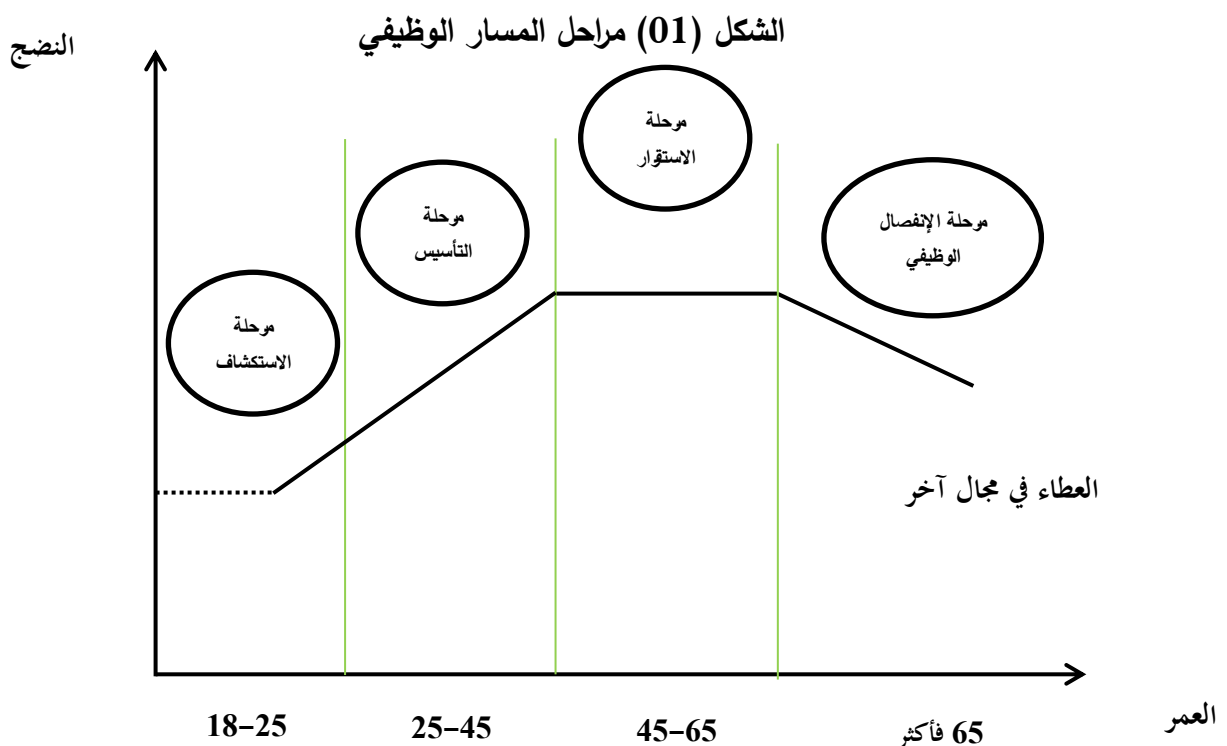 الشكل (01) مراحل المسار الوظيفي
النضج
مرحلة
الاستقرار
مرحلة
التأسيس
مرحلة الإنفصال
الوظيفي
مرحلة
الاستكشاف
العطاء في مجال آخر
العمر
18-25
25-45
45-65
65 فأكثر